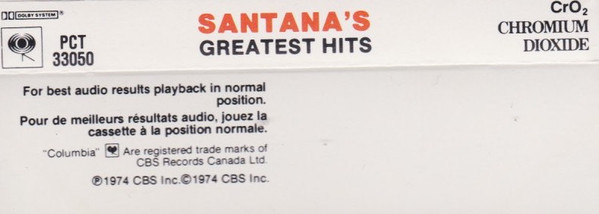 DOLBY SYSTEM
PCT
33050
SANTANA'S
GREATEST HITS
CrO2
CHROMIUM
DIOXIDE
For best audio results playback in normal
position.
Pour de meilleurs résultats audio, jouez la
cassette à la position normale.
"Columbia" Are registered trade marks of
CBS Records Canada Ltd.
℗1974 CBS Inc.©1974 CBS Inc.